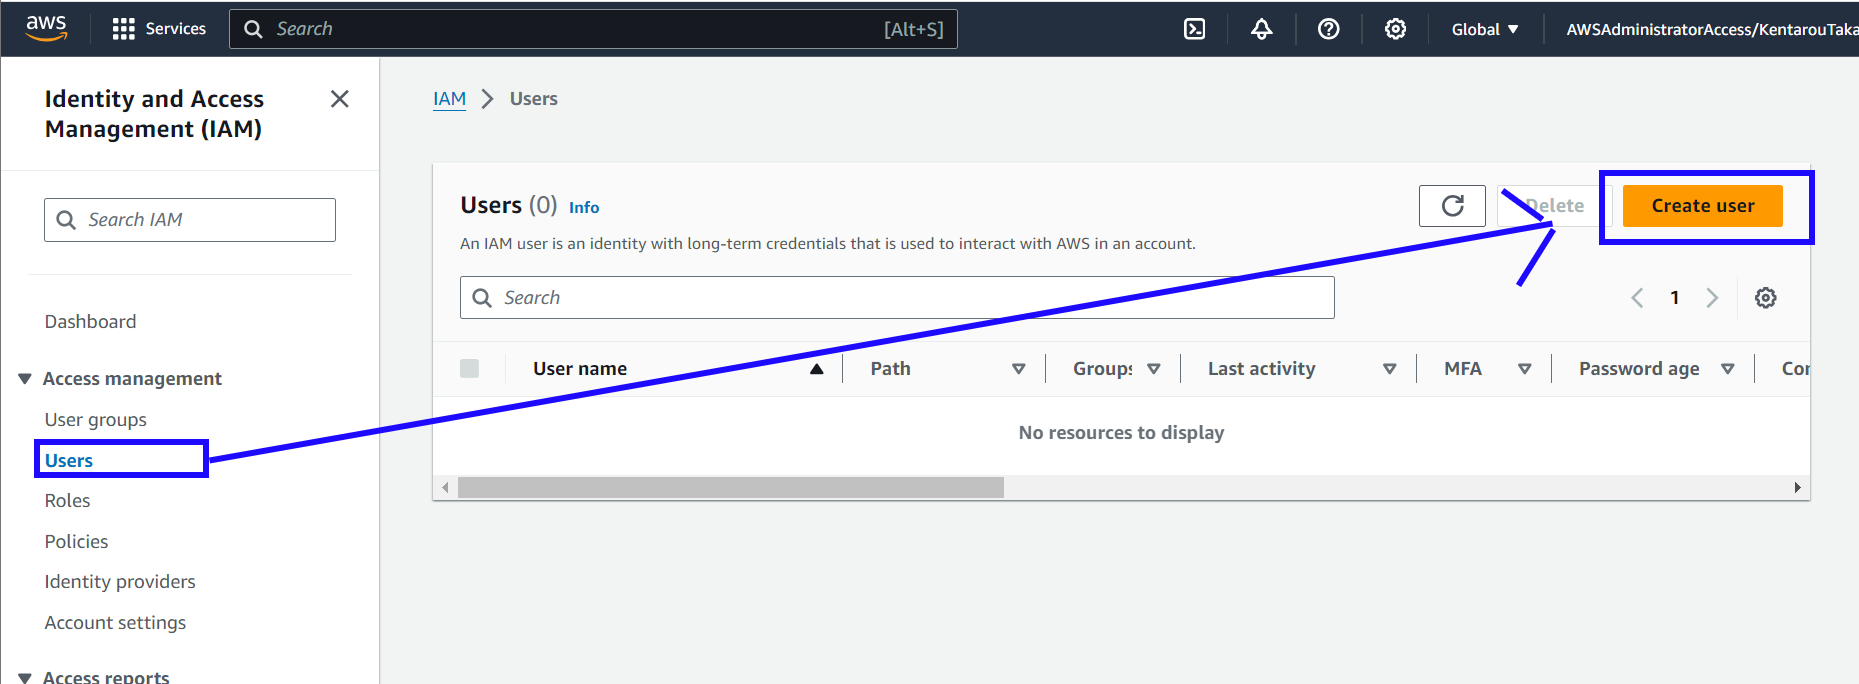 aws
Services
Search
[Alt+S]
Global
AWSAdministratorAccess/KentarouTaka
Identity and Access
Management (IAM)
Search IAM
Dashboard
Access management
User groups
Users
Roles
Policies
Identity providers
Account settings
Access reports
IAM
Users
Users (0) Info
Delete
Create user
An IAM user is an identity with long-term credentials that is used to interact with AWS in an account.
Search
1
User name
Path
Groups
Last activity
MFA
Password age
Con
No resources to display